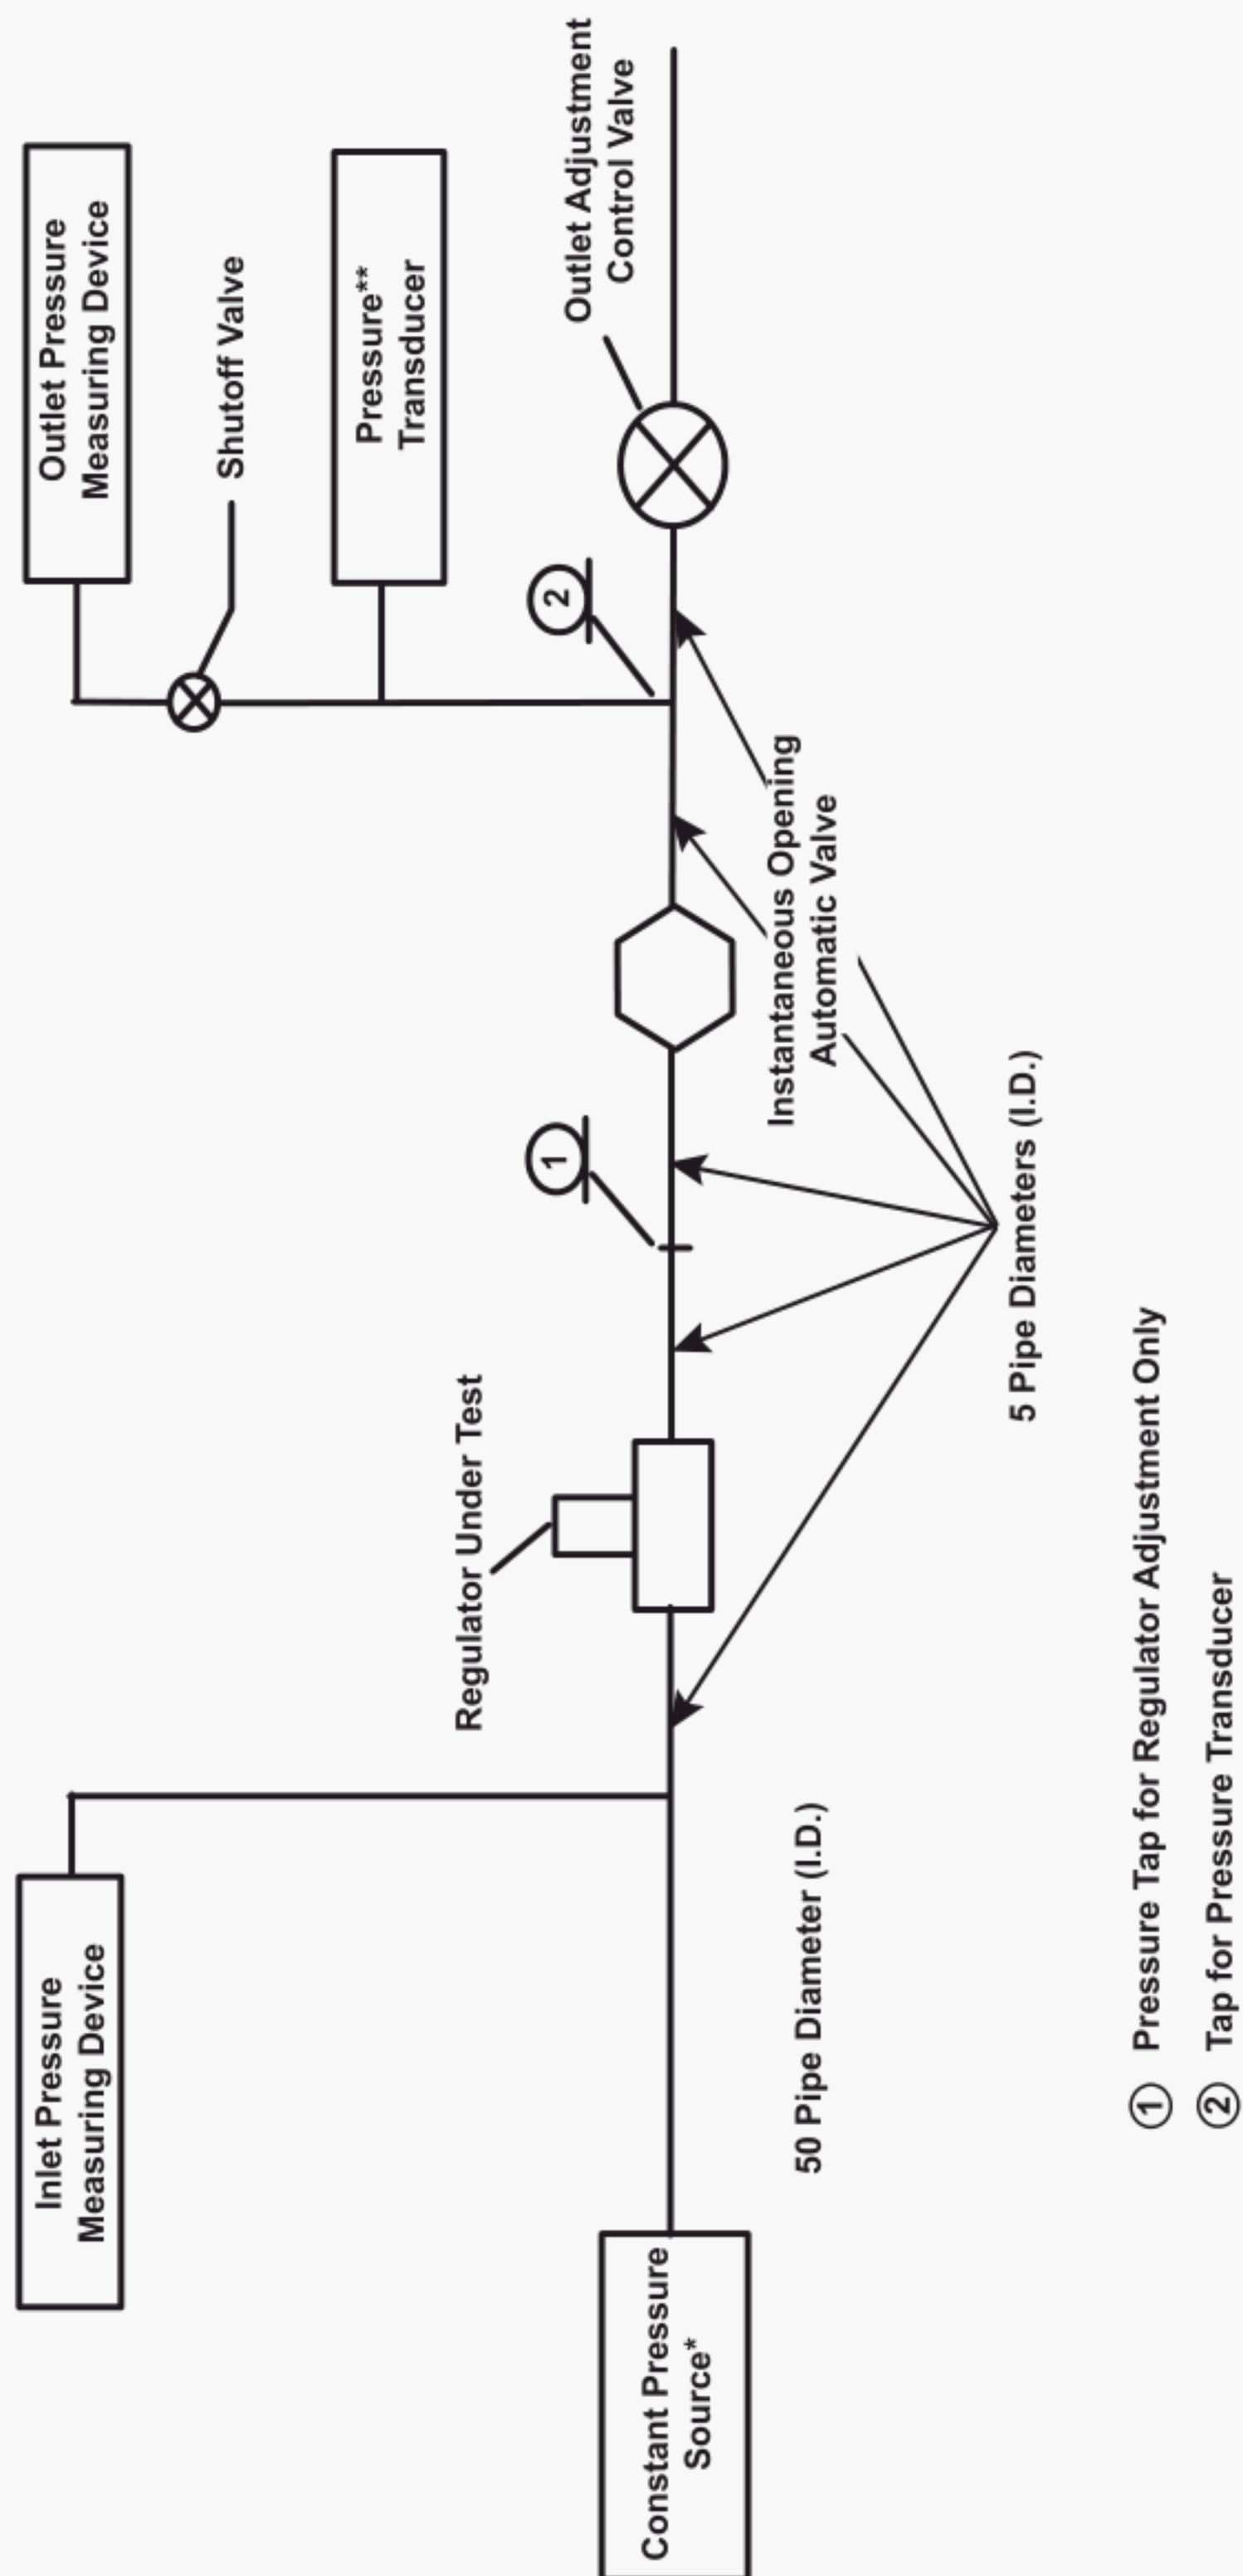 Inlet Pressure
Measuring Device
Outlet Pressure
Measuring Device
Shutoff Valve
Pressure**
Transducer
Regulator Under Test
1
2
Outlet Adjustment
Control Valve
Constant Pressure
Source*
50 Pipe Diameter (I.D.)
Instantaneous Opening
Automatic Valve
5 Pipe Diameters (I.D.)
1 Pressure Tap for Regulator Adjustment Only
2 Tap for Pressure Transducer